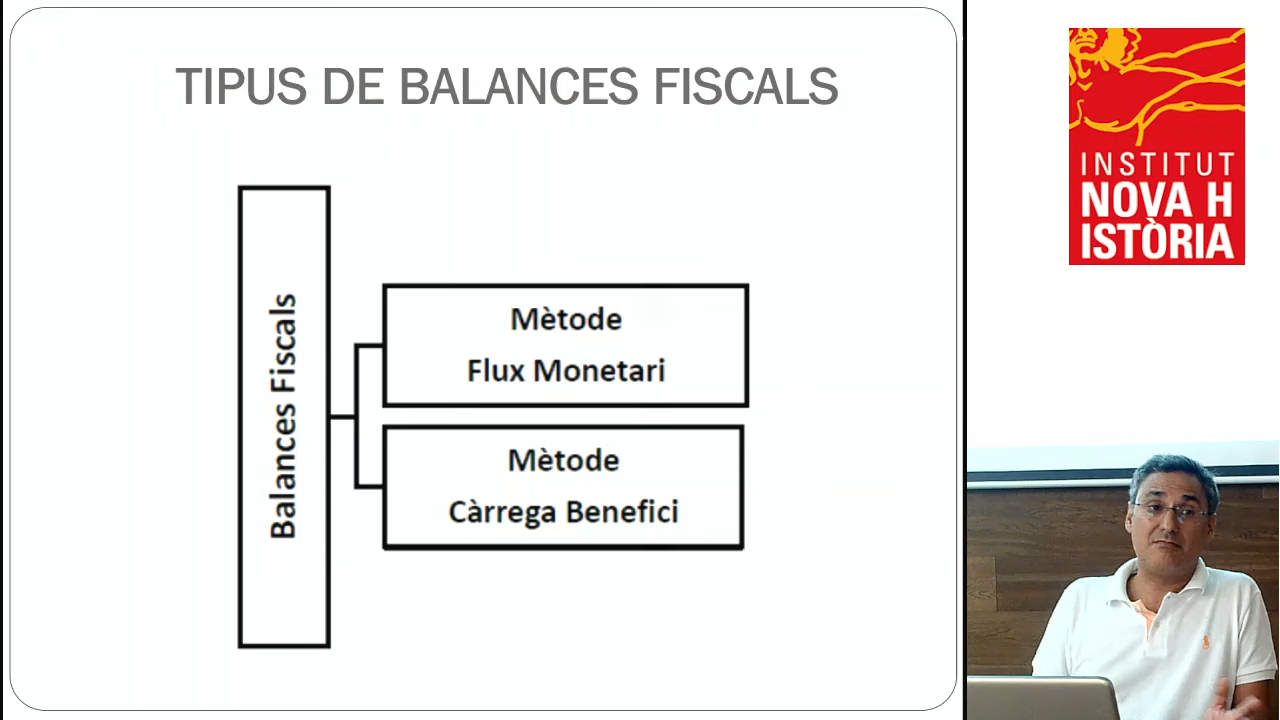 TIPUS DE BALANCES FISCALS
Balances Fiscals
Mètode
Flux Monetari
Mètode
Càrrega Benefici
INSTITUT
NOVA H
ISTÒRIA